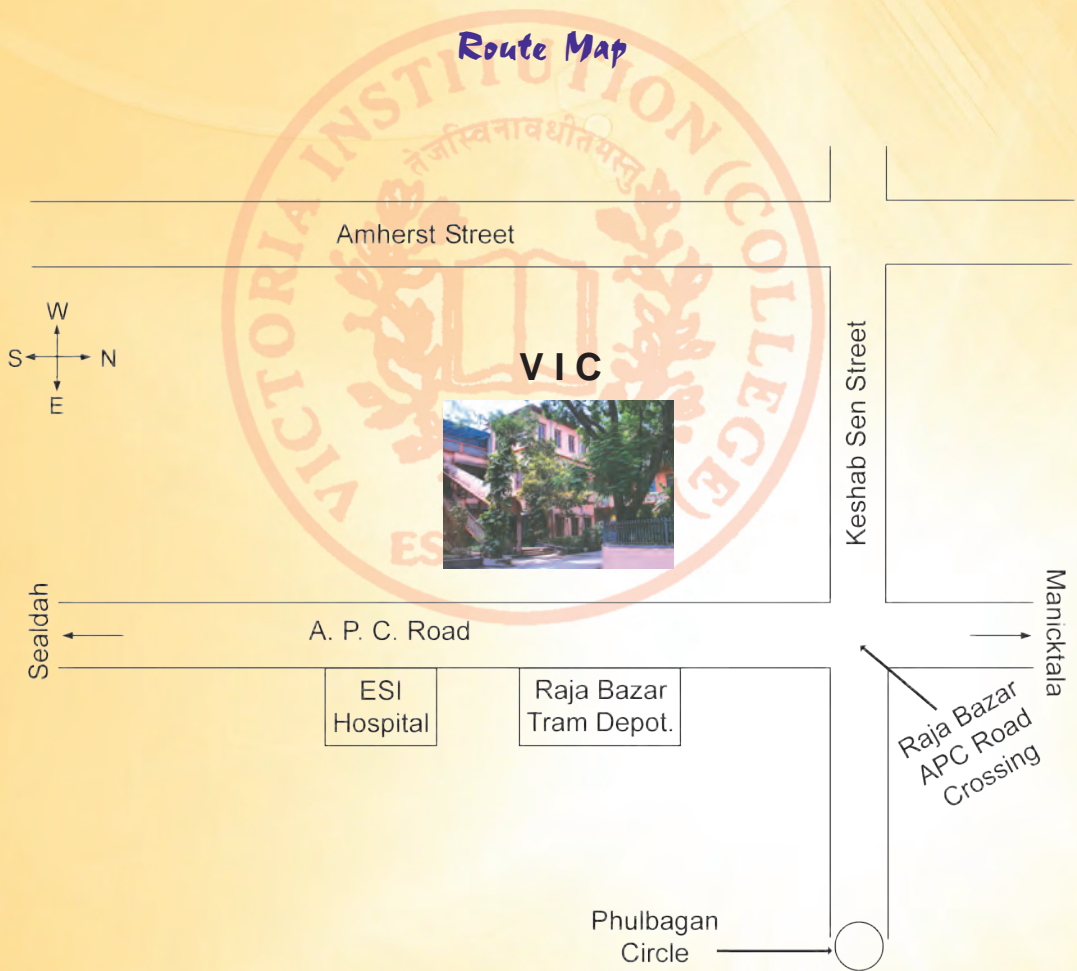 Route Map
VICTORIA INSTITUTION (COLLEGE)
तेजस्विनावधीतमस्तु
Amherst Street
W
S N
E
V I C
Keshab Sen Street
ES
Sealdah
A. P. C. Road
Manicktala
ESI
Hospital
Raja Bazar
Tram Depot.
Raja Bazar
APC Road
Crossing
Phulbagan
Circle